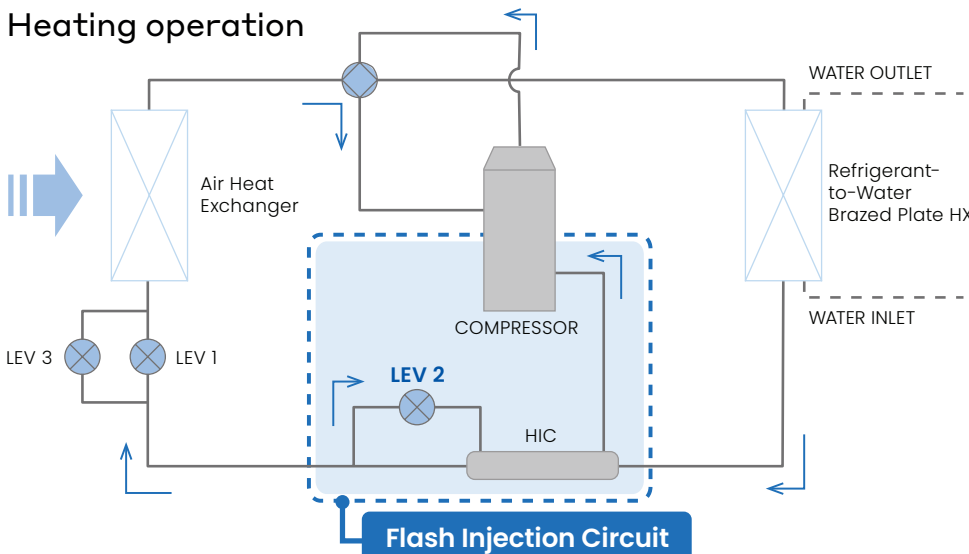 Heating operation
WATER OUTLET
Air Heat
Exchanger
Refrigerant-
to-Water
Brazed Plate HX
COMPRESSOR
WATER INLET
LEV 3
LEV 1
LEV 2
HIC
Flash Injection Circuit